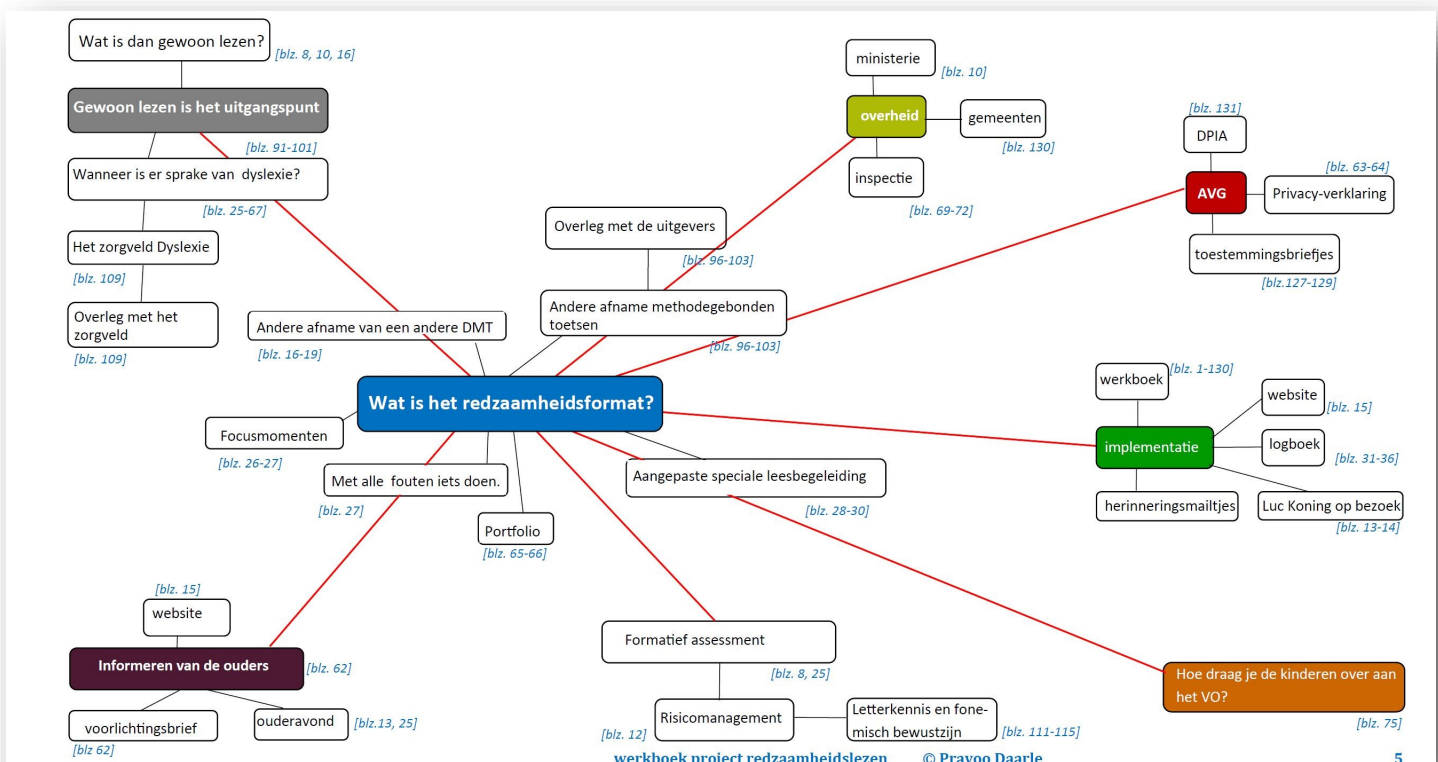 Wat is dan gewoon lezen?
[blz. 8, 10, 16]
Gewoon lezen is het uitgangspunt
[blz. 91-101]
Wanneer is er sprake van dyslexie?
[blz. 25-67]
Het zorgveld Dyslexie
[blz. 109]
Overleg met het
zorgveld
[blz. 109]
ministerie
[blz. 10]
overheid
gemeenten
[blz. 130]
inspectie
[blz. 69-72]
[blz. 131]
DPIA
AVG
[blz. 63-64]
Privacy-verklaring
toestemmingsbriefjes
[blz.127-129]
Overleg met de uitgevers
[blz. 96-103]
Andere afname methodegebonden
toetsen
[blz. 96-103]
Andere afname van een andere DMT
[blz. 16-19]
Wat is het redzaamheidsformat?
Focusmomenten
[blz. 26-27]
Met alle fouten iets doen.
[blz. 27]
Portfolio
[blz. 65-66]
Aangepaste speciale leesbegeleiding
[blz. 28-30]
werkboek
[blz. 1-130]
website
[blz. 15]
implementatie
logboek
[blz. 31-36]
herinneringsmailtjes
Luc Koning op bezoek
[blz. 13-14]
[blz. 15]
website
Informeren van de ouders
[blz. 62]
voorlichtingsbrief
[blz 62]
ouderavond
[blz.13, 25]
Formatief assessment
[blz. 8, 25]
Risicomanagement
[blz. 12]
Letterkennis en fone-
misch bewustzijn
[blz. 111-115]
Hoe draag je de kinderen over aan
het VO?
[blz. 75]
werkboek project redzaamheidslezen © Pravoo Daarle 5